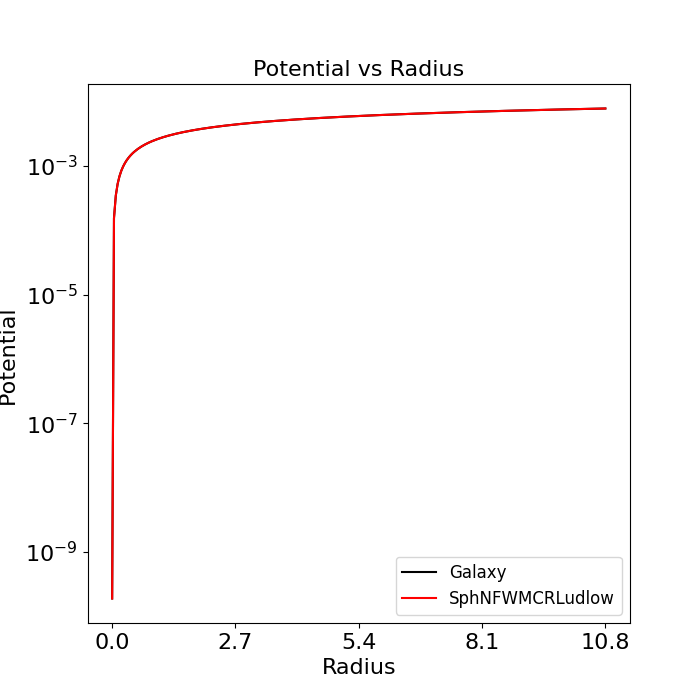 Potential vs Radius
Potential
10⁻³
10⁻⁵
10⁻⁷
10⁻⁹
Galaxy
SphNFWMCRLudlow
0.0 2.7 5.4 8.1 10.8
Radius